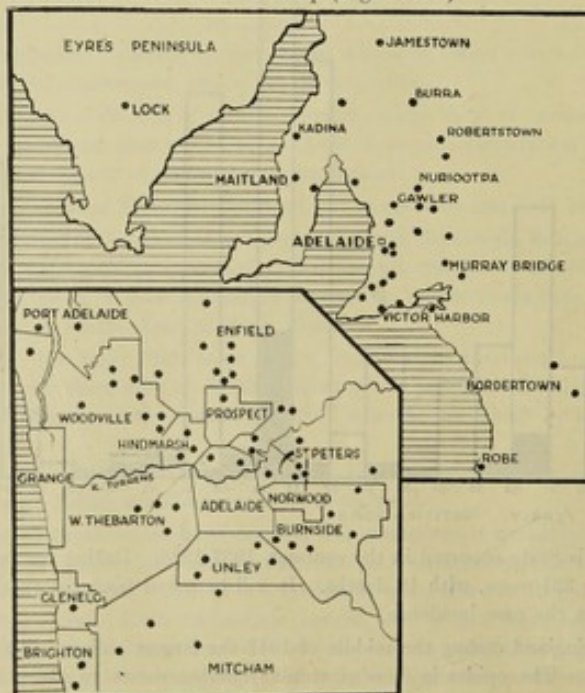 EYRES PENINSULA
JAMESTOWN
LOCK
BURRA
KADINA
ROBERTSTOWN
MAITLAND
NURIOOTPA
GAWLER
ADELAIDE
MURRAY BRIDGE
VICTOR HARBOR
BORDERTOWN
ROBE
PORT ADELAIDE
ENFIELD
WOODVILLE
PROSPECT
HINDMARSH
ST PETERS
GRANGE
R. TORRENS
NORWOOD
W. THEBARTON
ADELAIDE
BURNSIDE
UNLEY
GLENELG
BRIGHTON
MITCHAM